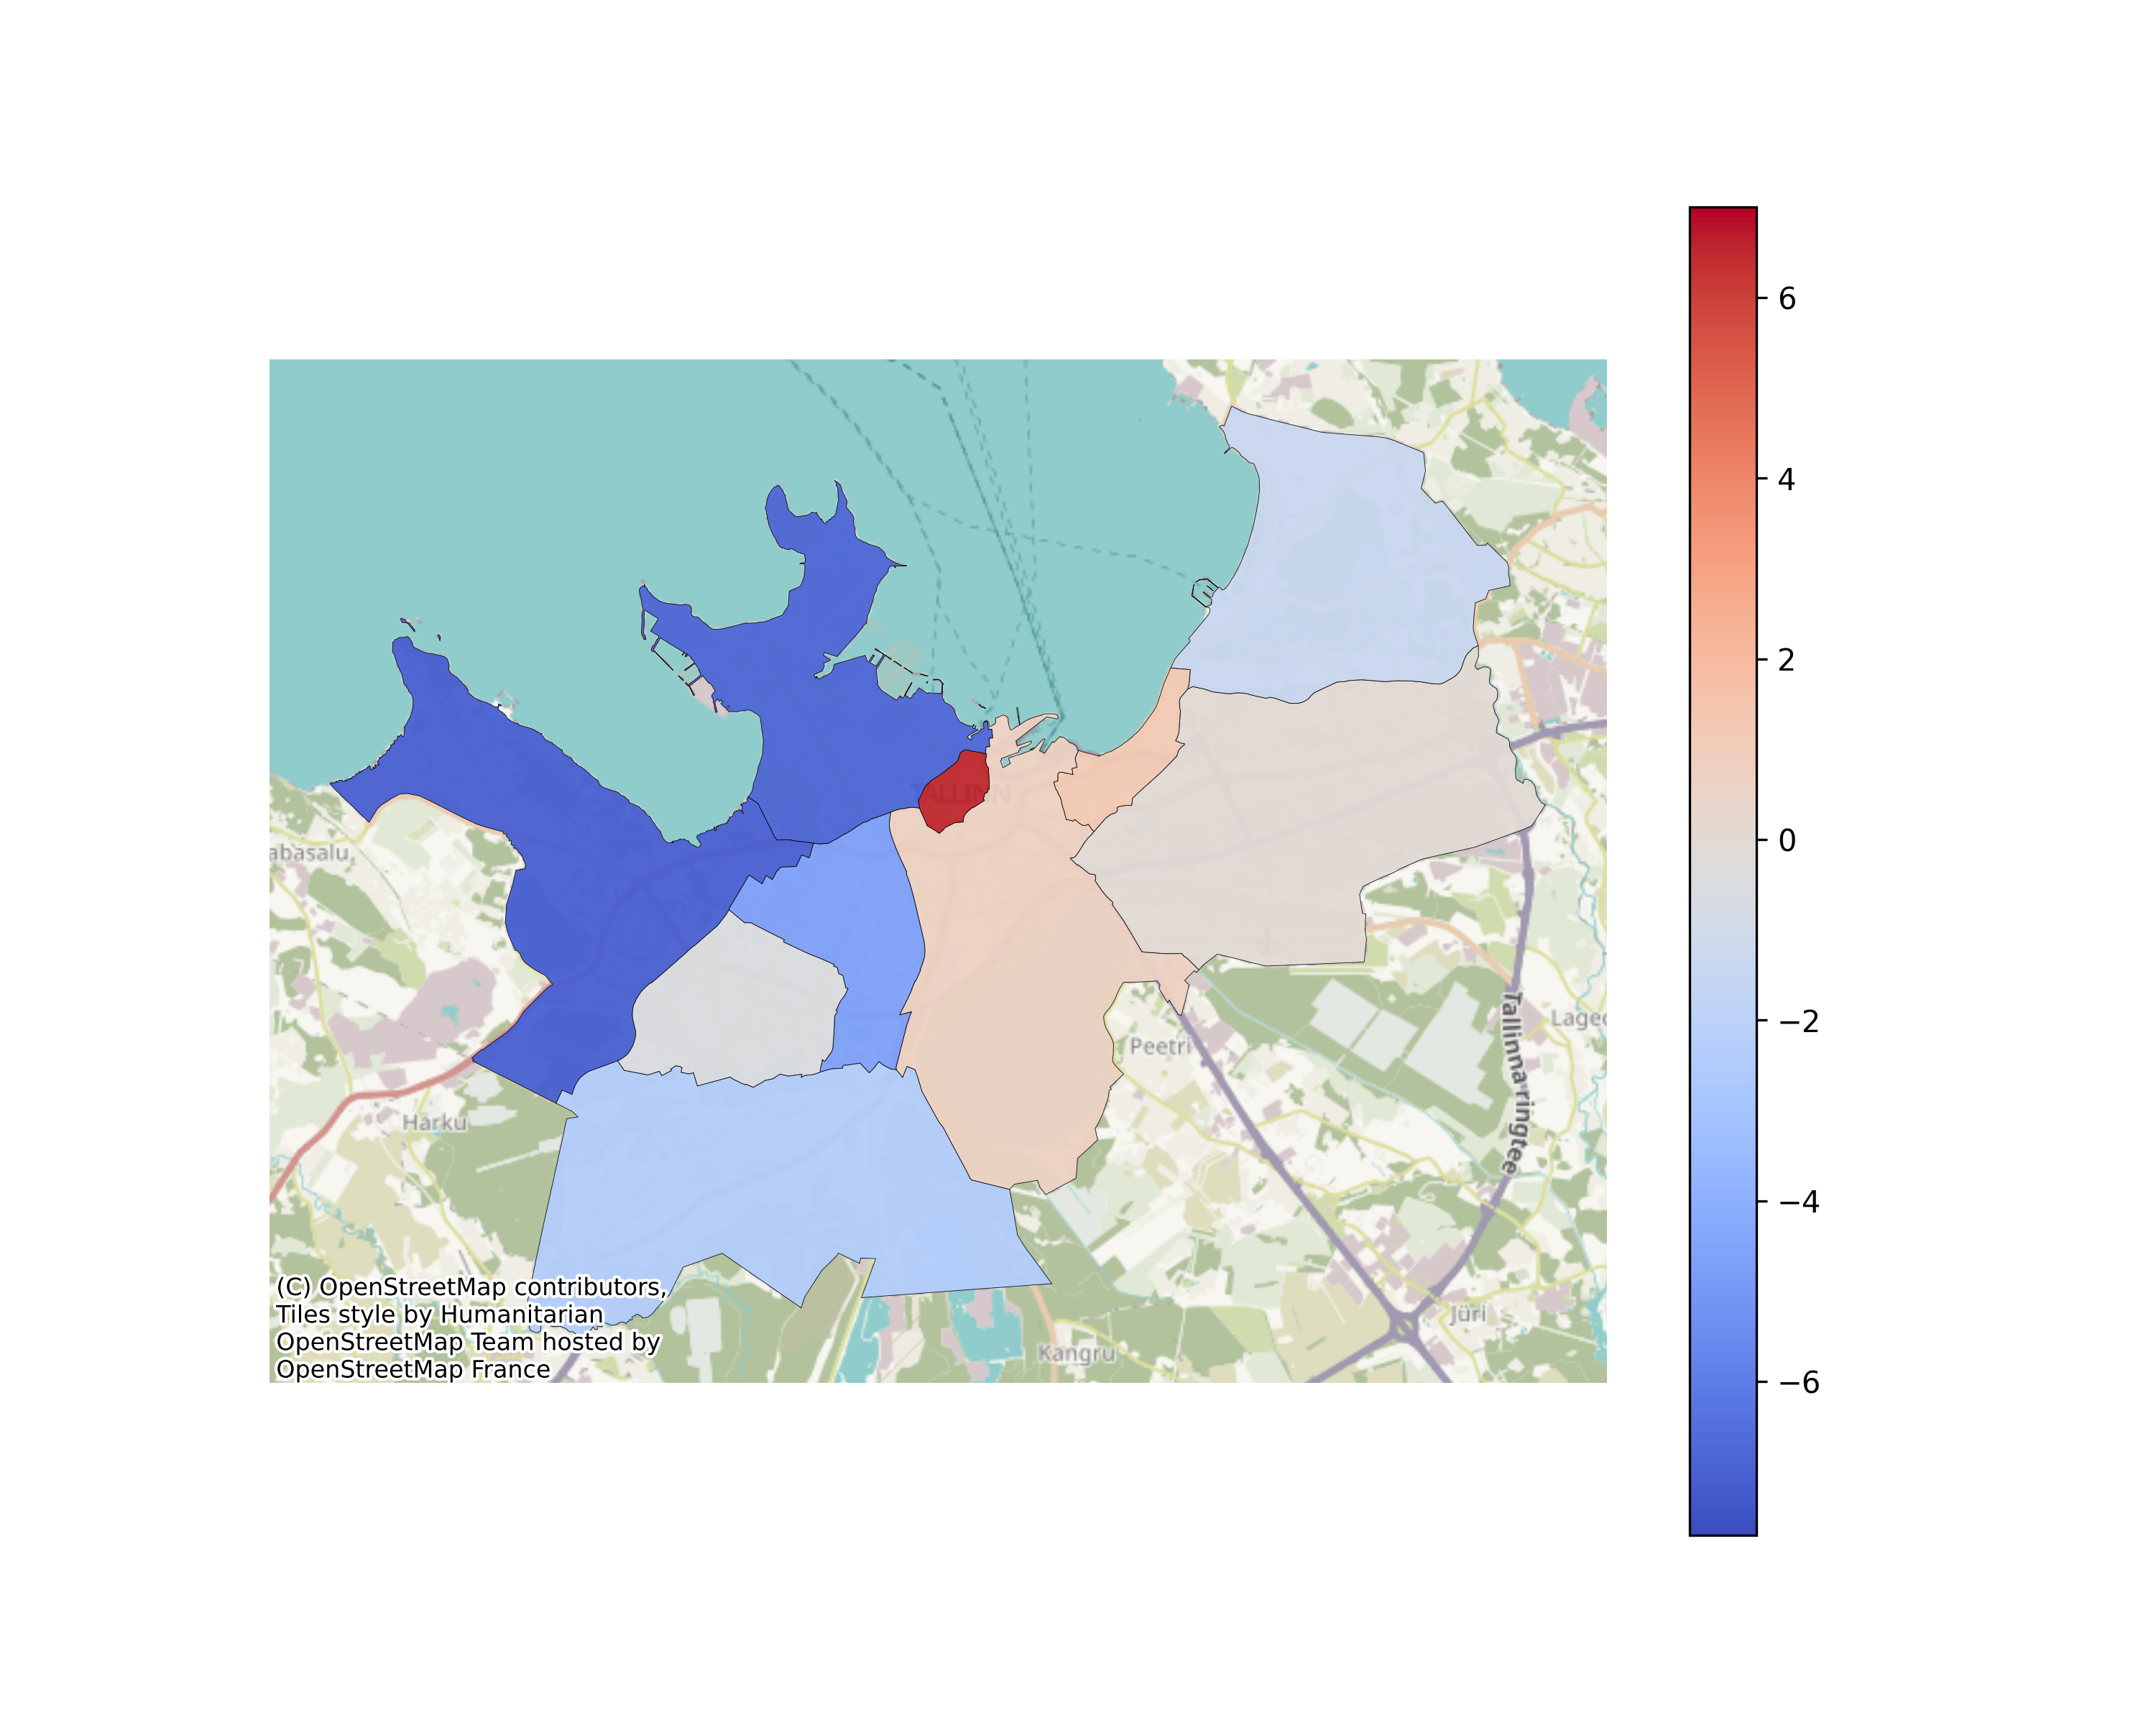 6
4
2
0
−2
−4
−6
TALLINN
abasalu
Lageo
Peetri
Tallinna ringtee
Harku
Jüri
Kangru
(C) OpenStreetMap contributors,
Tiles style by Humanitarian
OpenStreetMap Team hosted by
OpenStreetMap France